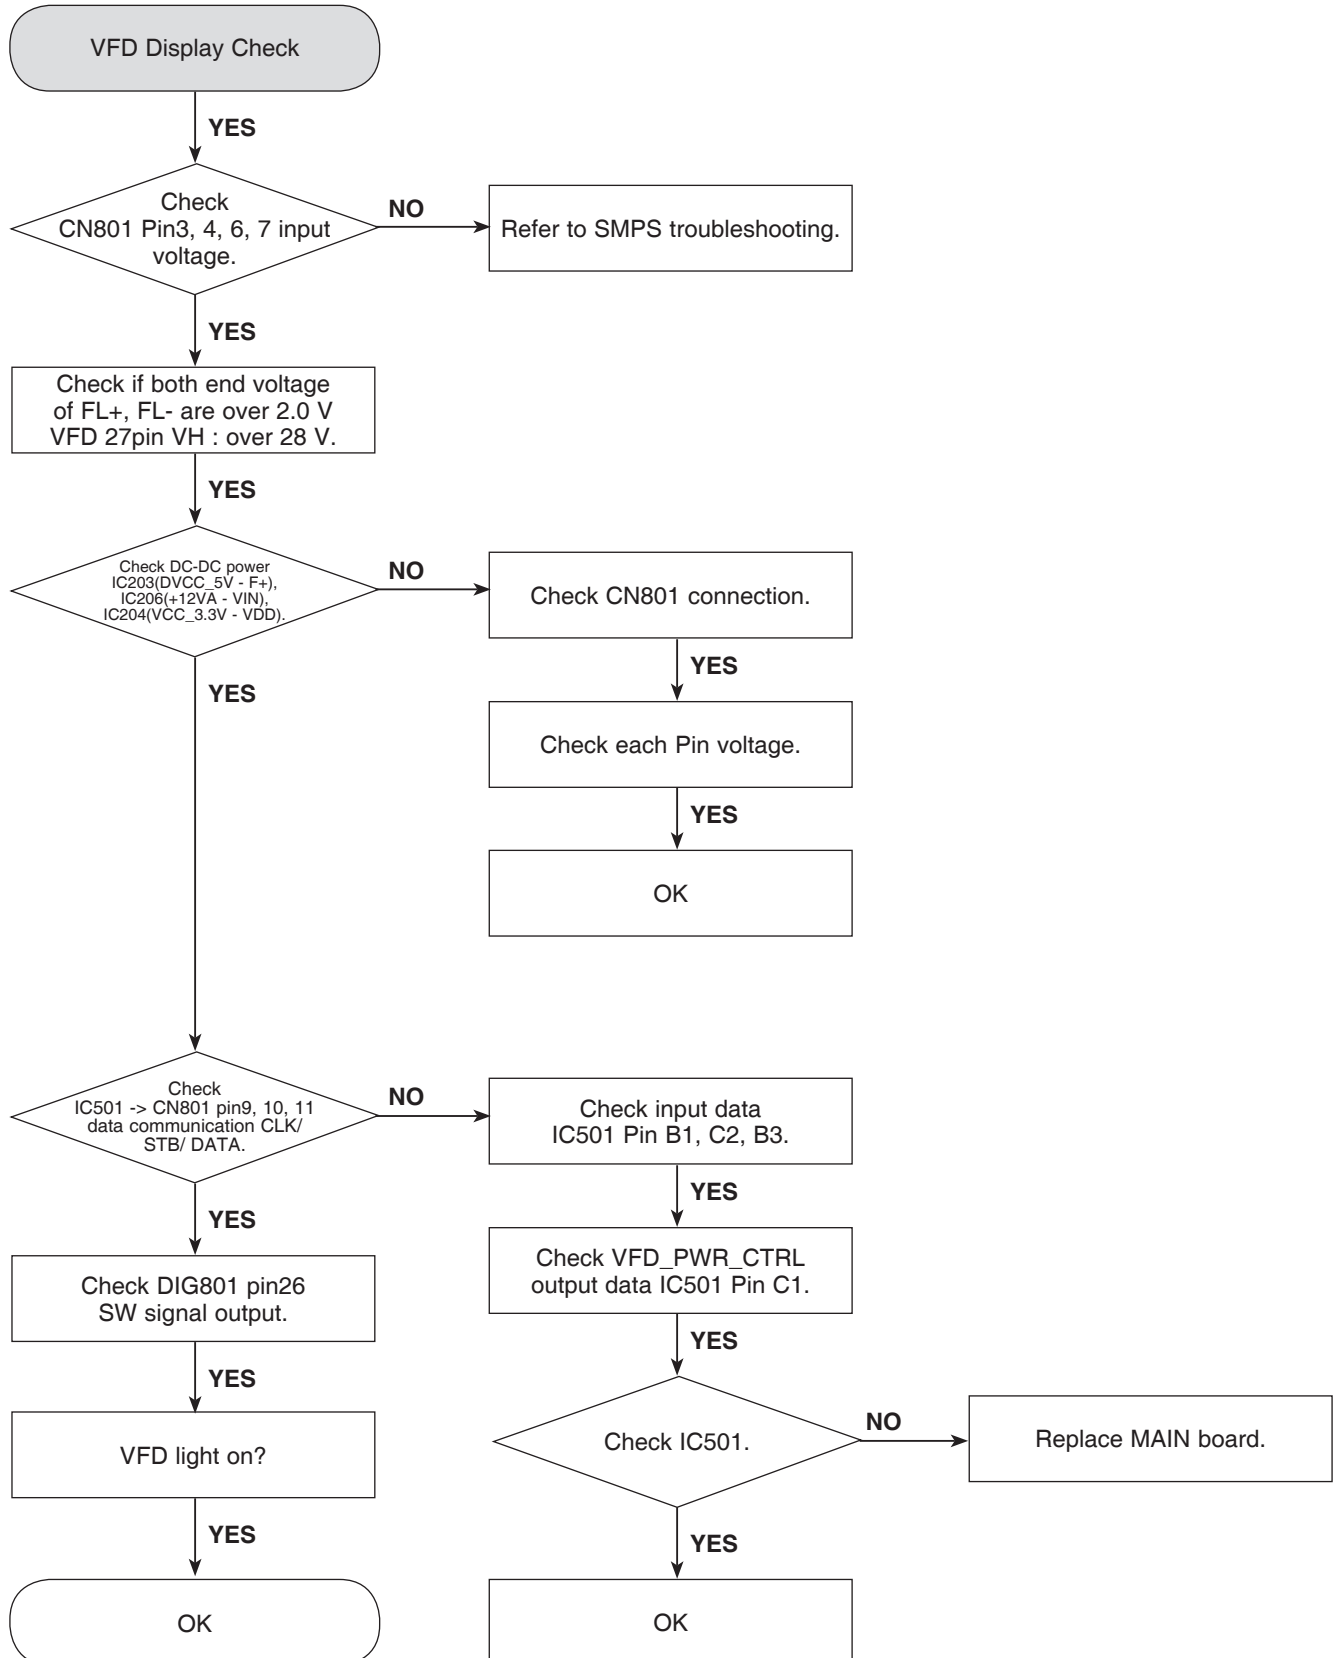 VFD Display Check
YES
Check
CN801 Pin3, 4, 6, 7 input
voltage.
NO
Refer to SMPS troubleshooting.
YES
Check if both end voltage
of FL+, FL- are over 2.0 V
VFD 27pin VH : over 28 V.
YES
Check DC-DC power
IC203(DVCC_5V - F+),
IC206(+12VA - VIN),
IC204(VCC_3.3V - VDD).
NO
Check CN801 connection.
YES
Check each Pin voltage.
YES
OK
YES
Check
IC501 -> CN801 pin9, 10, 11
data communication CLK/
STB/ DATA.
NO
Check input data
IC501 Pin B1, C2, B3.
YES
Check VFD_PWR_CTRL
output data IC501 Pin C1.
YES
Check IC501.
NO
Replace MAIN board.
YES
OK
YES
Check DIG801 pin26
SW signal output.
YES
VFD light on?
YES
OK